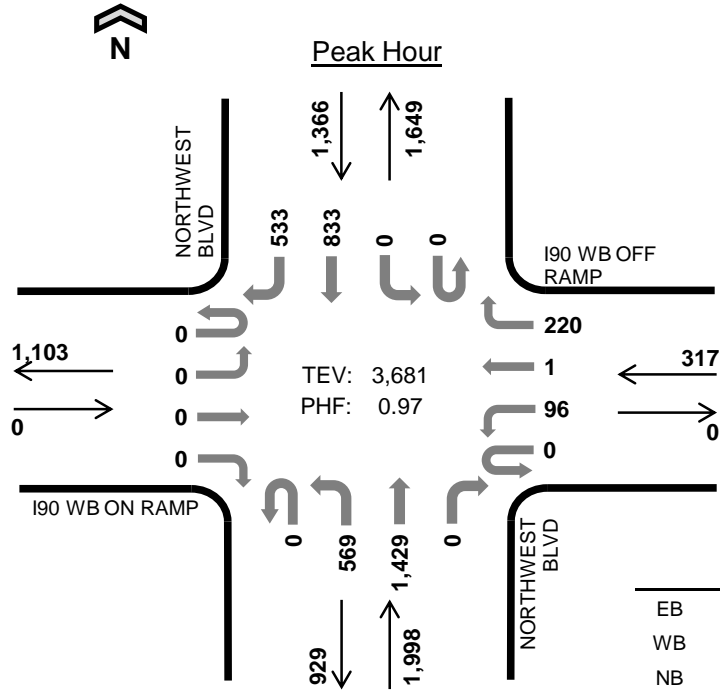 N
Peak Hour
1,366
1,649
NORTHWEST
BLVD
533
833
0
0
I90 WB OFF
RAMP
0
220
1,103
0
TEV: 3,681
1
317
0
0
PHF: 0.97
96
0
0
0
I90 WB ON RAMP
0
569
1,429
0
NORTHWEST
BLVD
929
1,998
EB
WB
NB